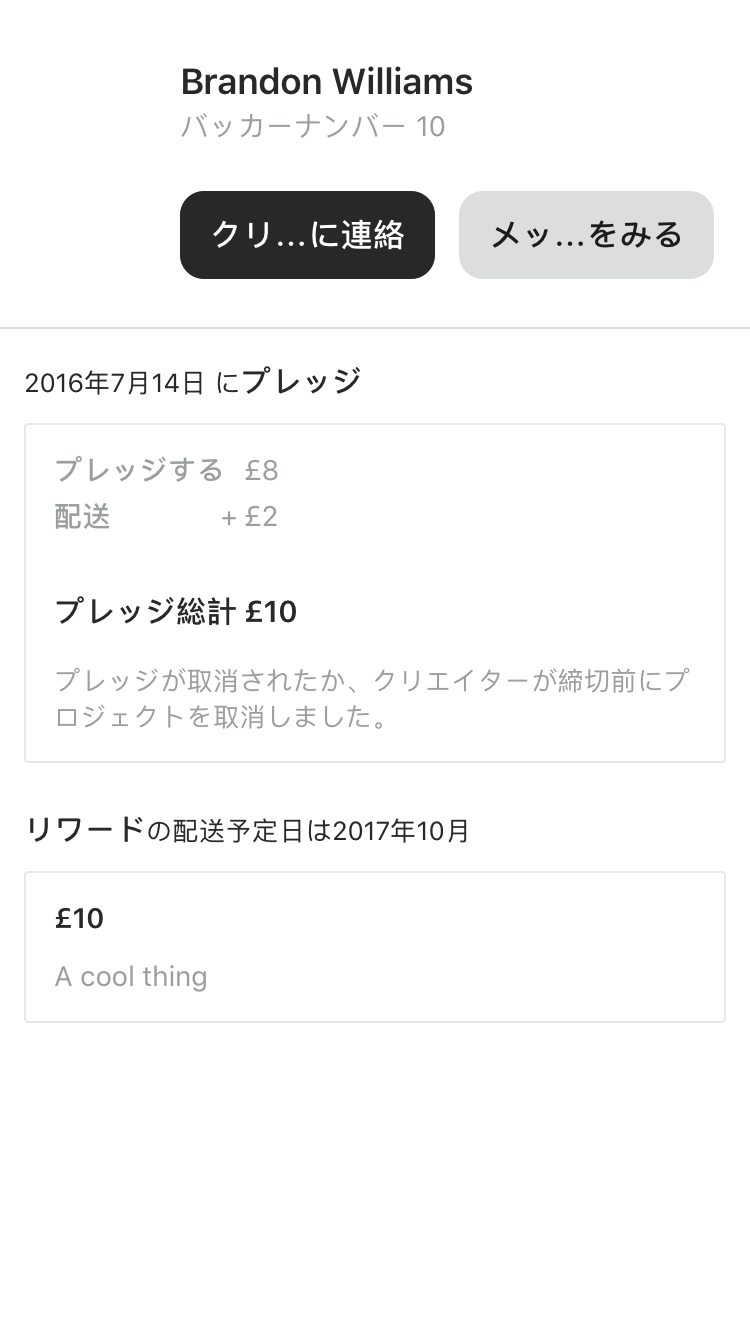 Brandon Williams
バッカーナンバー 10
クリ...に連絡
メッ...をみる
2016年7月14日 にプレッジ
プレッジする £8
配送 + £2
プレッジ総計 £10
プレッジが取消されたか、クリエイターが締切前にプ
ロジェクトを取消しました。
リワードの配送予定日は2017年10月
£10
A cool thing